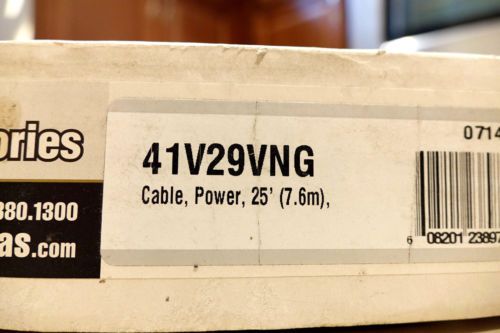 ories
380.1300
as.com
41V29VNG
Cable, Power, 25' (7.6m),
0714
6 08201 23897